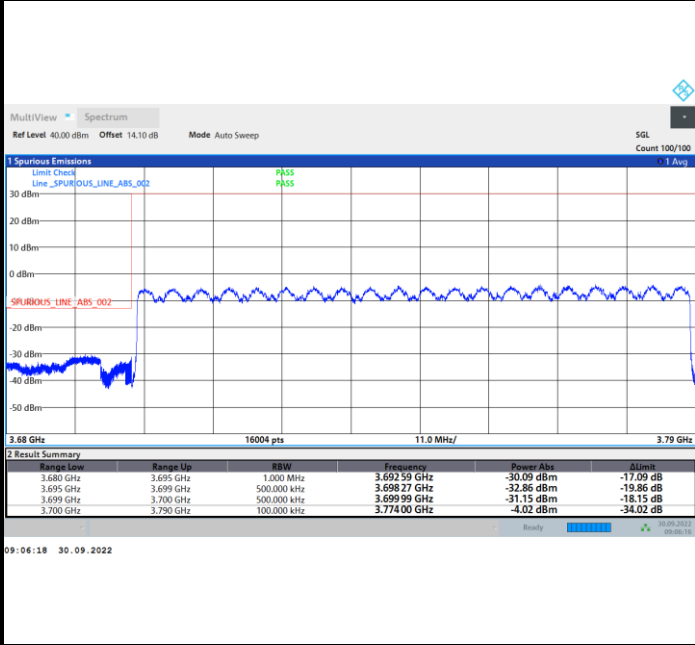 MultiView Spectrum
Ref Level 40.00 dBm Offset 14.10 dB Mode Auto Sweep SGL
Count 100/100
1 Spurious Emissions 1 Avg
Limit Check PASS
Line _SPURIOUS_LINE_ABS_002 PASS
30 dBm
20 dBm
10 dBm
0 dBm
_SPURIOUS_LINE_ABS_002
-20 dBm
-30 dBm
-40 dBm
-50 dBm
3.68 GHz 16004 pts 11.0 MHz/ 3.79 GHz
2 Result Summary
Range Low Range Up RBW Frequency Power Abs ΔLimit
3.680 GHz 3.695 GHz 1.000 MHz 3.692 59 GHz -30.09 dBm -17.09 dB
3.695 GHz 3.699 GHz 500.000 kHz 3.698 27 GHz -32.86 dBm -19.86 dB
3.699 GHz 3.700 GHz 500.000 kHz 3.699 99 GHz -31.15 dBm -18.15 dB
3.700 GHz 3.790 GHz 100.000 kHz 3.774 00 GHz -4.02 dBm -34.02 dB
Ready 30.09.2022
09:06:16
09:06:18 30.09.2022